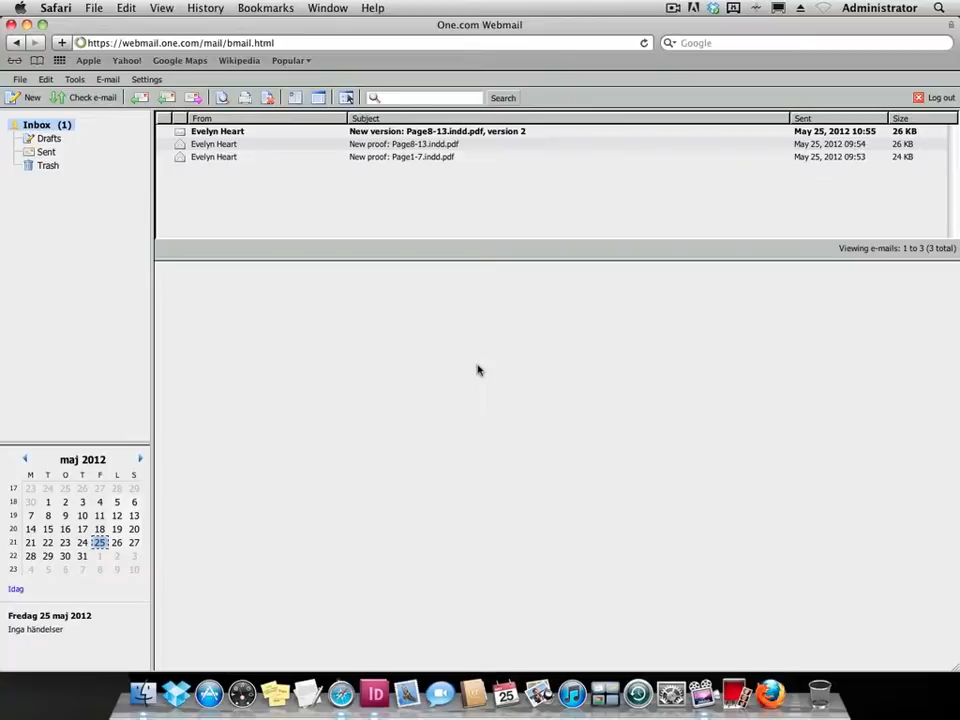 Safari File Edit View History Bookmarks Window Help Administrator
One.com Webmail
https://webmail.one.com/mail/bmail.html Google
Apple Yahoo! Google Maps Wikipedia Popular
File Edit Tools E-mail Settings
New Check e-mail Search Log out
Inbox (1)
Drafts
Sent
Trash
From Subject Sent Size
Evelyn Heart New version: Page8-13.indd.pdf, version 2 May 25, 2012 10:55 26 KB
Evelyn Heart New proof: Page8-13.indd.pdf May 25, 2012 09:54 26 KB
Evelyn Heart New proof: Page1-7.indd.pdf May 25, 2012 09:53 24 KB
Viewing e-mails: 1 to 3 (3 total)
maj 2012
M T O T F L S
17 23 24 25 26 27 28 29
18 30 1 2 3 4 5 6
19 7 8 9 10 11 12 13
20 14 15 16 17 18 19 20
21 21 22 23 24 25 26 27
22 28 29 30 31 1 2 3
23 4 5 6 7 8 9 10
Idag
Fredag 25 maj 2012
Inga händelser
ID
25